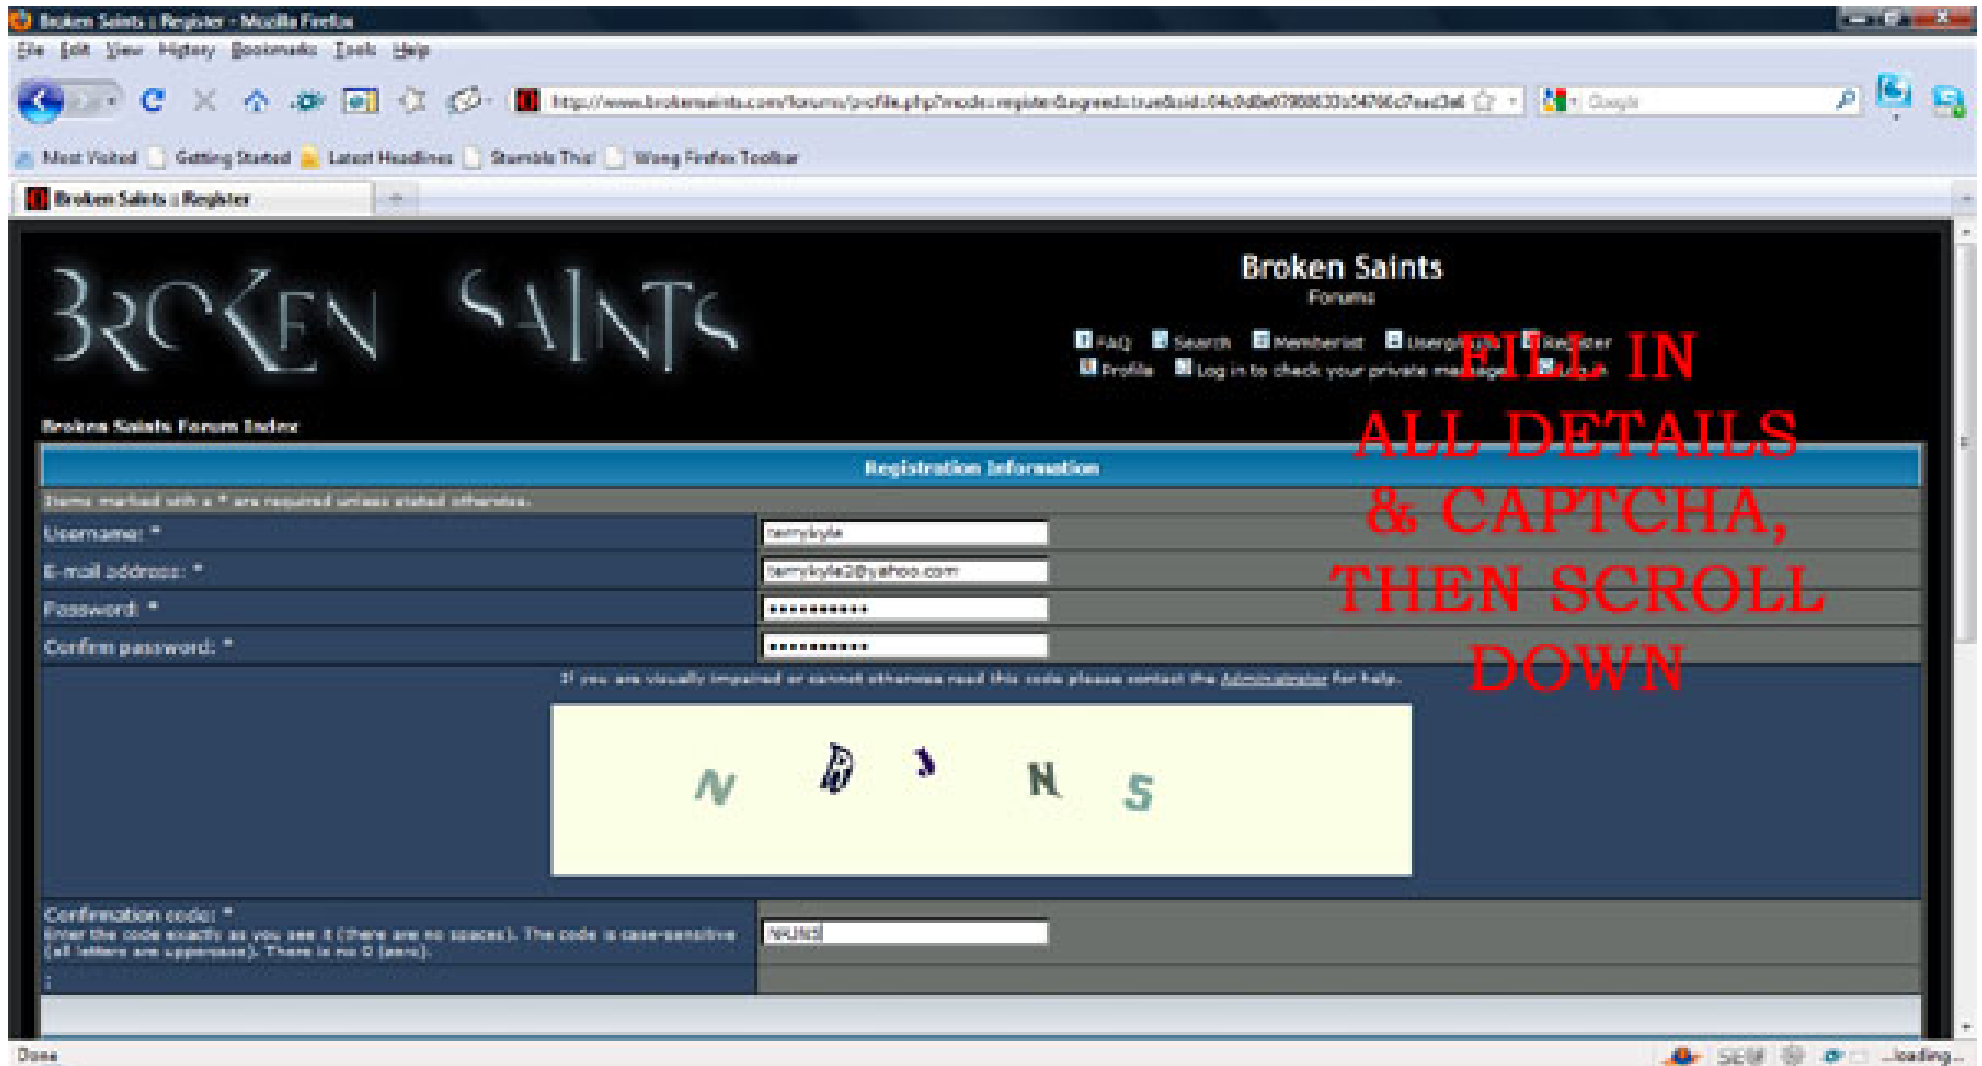 Broken Saints :: Register - Mozilla Firefox
File Edit View History Bookmarks Tools Help
Google
Most Visited Getting Started Latest Headlines Stumble This! Wong Firefox Toolbar
Broken Saints :: Register
BROKEN SAINTS
Broken Saints
Forums
FAQ Search Memberlist Register
Profile Log in to check your private
FILL IN
ALL DETAILS
& CAPTCHA,
THEN SCROLL
DOWN
Broken Saints Forum Index
Registration Information
Items marked with a * are required unless stated otherwise.
Username: * terrykyle
E-mail address: * terrykyle2@yahoo.com
Password: * ••••••••••
Confirm password: * ••••••••••
If you are visually impaired or cannot otherwise read this code please contact the Administrator for help.
N N S
Confirmation code: *
Enter the code exactly as you see it (there are no spaces). The code is case-sensitive
(all letters are uppercase). There is no 0 (zero).
:
Done
...loading...